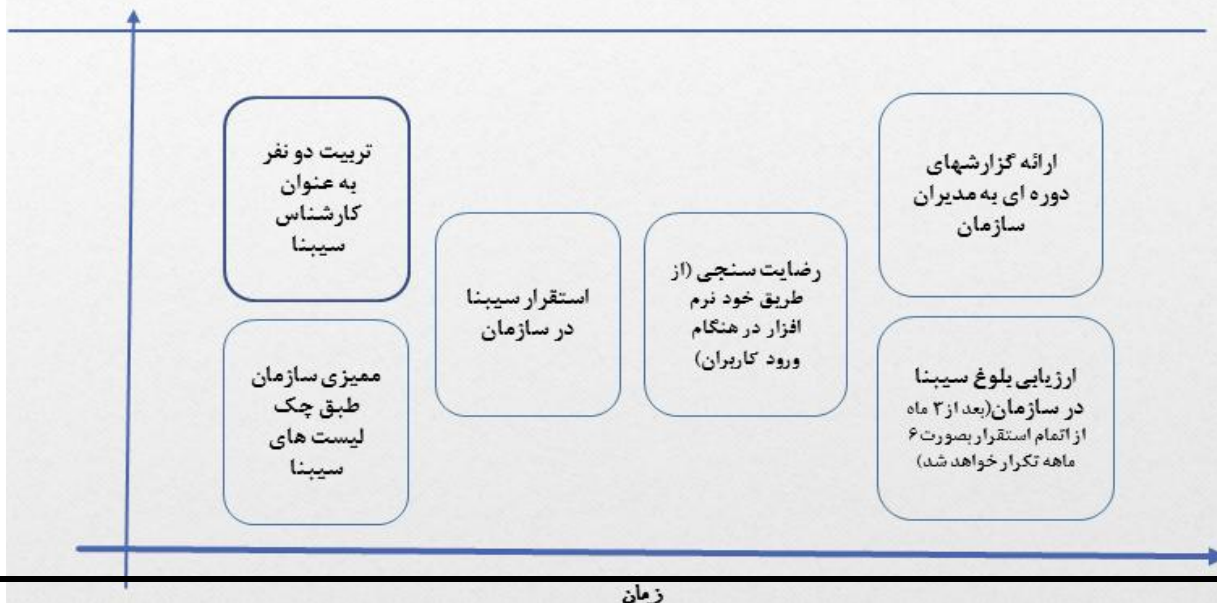 تربیت دو نفر
به عنوان
کارشناس
سیبنا
ممیزی سازمان
طبق چک
لیست های
سیبنا
استقرار سیبنا
در سازمان
رضایت سنجی (از
طریق خود نرم
افزار در هنگام
ورود کاربران)
ارائه گزارشهای
دوره ای به مدیران
سازمان
ارزیابی بلوغ سیبنا
در سازمان(بعد از ۳ ماه
از اتمام استقرار بصورت ۶
ماهه تکرار خواهد شد)
زمان